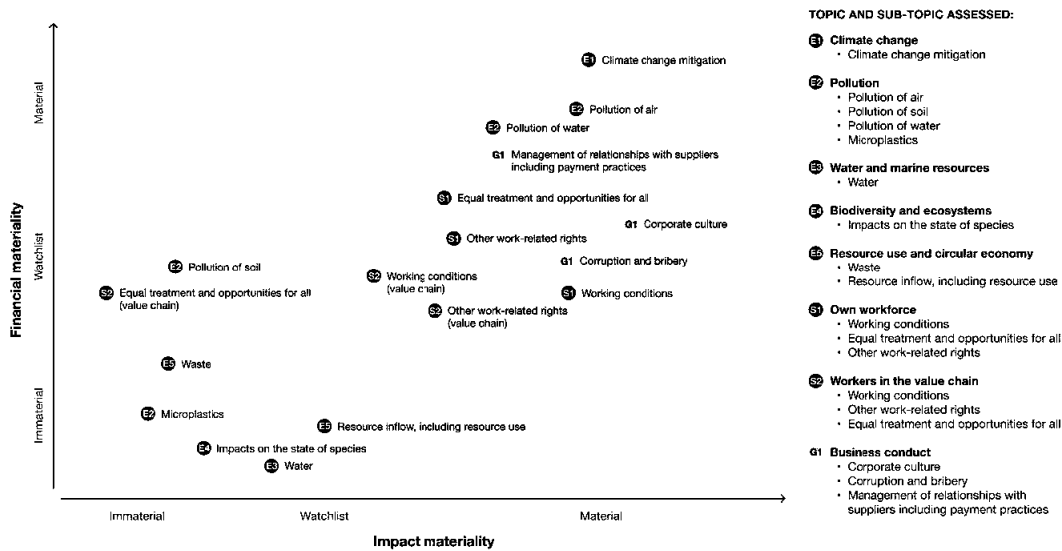 Financial materiality
Material
Watchlist
Immaterial
E1 Climate change mitigation
E2 Pollution of air
E2 Pollution of water
G1 Management of relationships with suppliers
including payment practices
S1 Equal treatment and opportunities for all
G1 Corporate culture
S1 Other work-related rights
G1 Corruption and bribery
E2 Pollution of soil
S2 Working conditions
(value chain)
S2 Equal treatment and opportunities for all
(value chain)
S1 Working conditions
S2 Other work-related rights
(value chain)
E5 Waste
E2 Microplastics
E5 Resource inflow, including resource use
E4 Impacts on the state of species
E3 Water
Immaterial
Watchlist
Material
Impact materiality
TOPIC AND SUB-TOPIC ASSESSED:
E1 Climate change
• Climate change mitigation
E2 Pollution
• Pollution of air
• Pollution of soil
• Pollution of water
• Microplastics
E3 Water and marine resources
• Water
E4 Biodiversity and ecosystems
• Impacts on the state of species
E5 Resource use and circular economy
• Waste
• Resource inflow, including resource use
S1 Own workforce
• Working conditions
• Equal treatment and opportunities for all
• Other work-related rights
S2 Workers in the value chain
• Working conditions
• Other work-related rights
• Equal treatment and opportunities for all
G1 Business conduct
• Corporate culture
• Corruption and bribery
• Management of relationships with
suppliers including payment practices